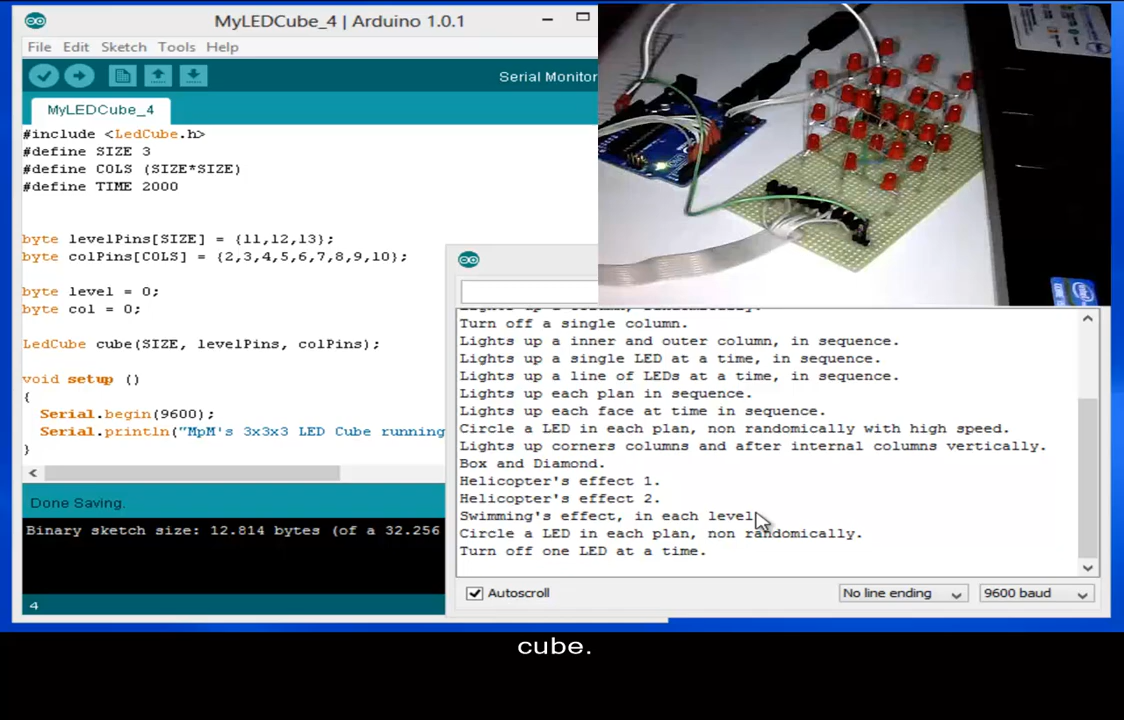 MyLEDCube_4 | Arduino 1.0.1
File Edit Sketch Tools Help
Serial Monitor
MyLEDCube_4
#include <LedCube.h>
#define SIZE 3
#define COLS (SIZE*SIZE)
#define TIME 2000
byte levelPins[SIZE] = {11,12,13};
byte colPins[COLS] = {2,3,4,5,6,7,8,9,10};
byte level = 0;
byte col = 0;
LedCube cube(SIZE, levelPins, colPins);
void setup ()
{
Serial.begin(9600);
Serial.println("MpM's 3x3x3 LED Cube running
}
Done Saving.
Binary sketch size: 12.814 bytes (of a 32.256
4
Turn off a single column.
Lights up a inner and outer column, in sequence.
Lights up a single LED at a time, in sequence.
Lights up a line of LEDs at a time, in sequence.
Lights up each plan in sequence.
Lights up each face at time in sequence.
Circle a LED in each plan, non randomically with high speed.
Lights up corners columns and after internal columns vertically.
Box and Diamond.
Helicopter's effect 1.
Helicopter's effect 2.
Swimming's effect, in each level
Circle a LED in each plan, non randomically.
Turn off one LED at a time.
Autoscroll
No line ending
9600 baud
cube.